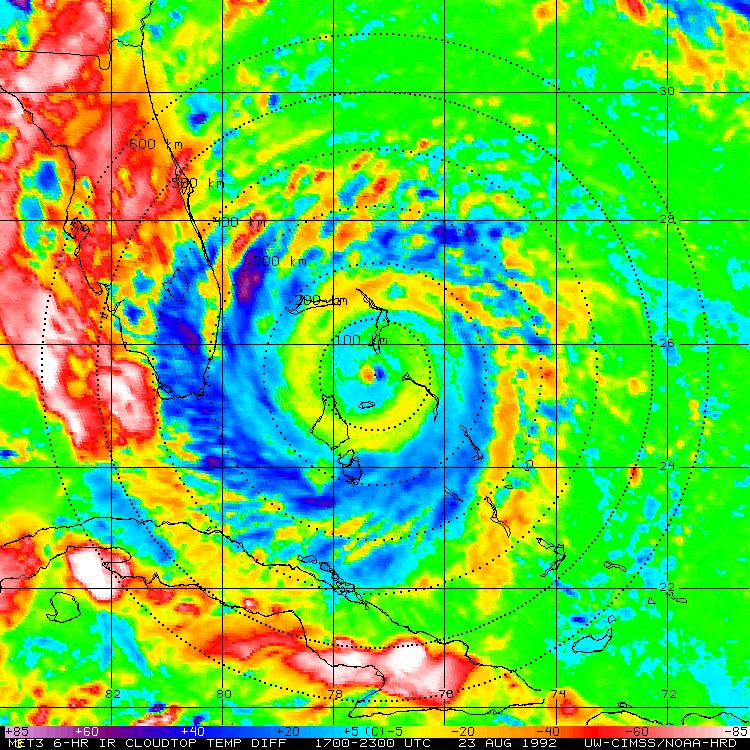 30
600 km
500 km
28
400 km
300 km
200 km
100 km
26
24
22
82 80 78 76 74 72
+85 +60 +40 +20 +5(C)-5 -20 -40 -60 -85
MET3 6-HR IR CLOUDTOP TEMP DIFF 1700-2300 UTC 23 AUG 1992 UW-CIMSS/NOAA-HRD